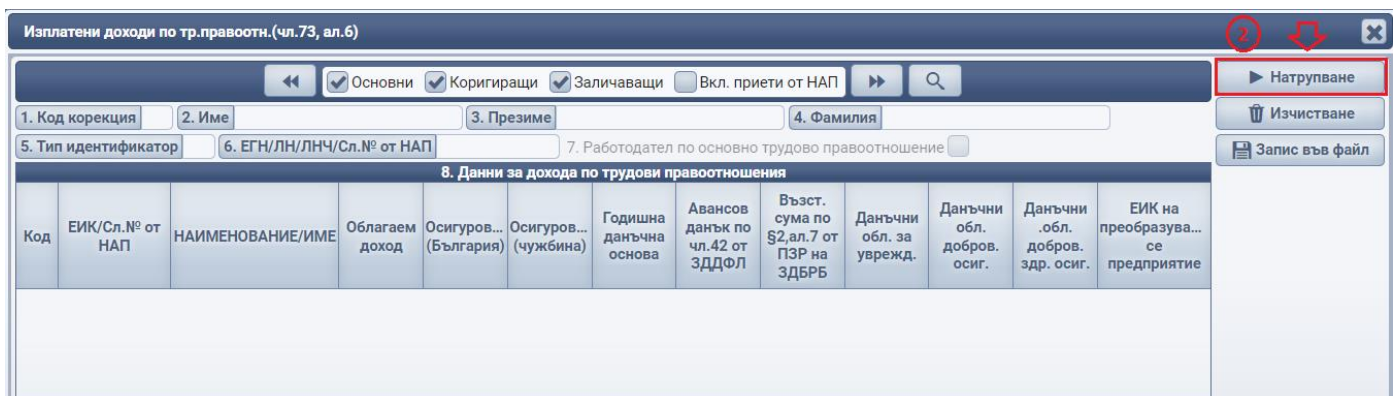 Изплатени доходи по тр.правоотн.(чл.73, ал.6)
2
Основни Коригиращи Заличаващи Вкл. приети от НАП
Натрупване
1. Код корекция 2. Име 3. Презиме 4. Фамилия
Изчистване
5. Тип идентификатор 6. ЕГН/ЛН/ЛНЧ/Сл.№ от НАП 7. Работодател по основно трудово правоотношение
Запис във файл
8. Данни за дохода по трудови правоотношения
Код
ЕИК/Сл.№ от
НАП
НАИМЕНОВАНИЕ/ИМЕ
Облагаем
доход
Осигуров...
(България)
Осигуров...
(чужбина)
Годишна
данъчна
основа
Авансов
данък по
чл.42 от
ЗДДФЛ
Възст.
сума по
§2,ал.7 от
ПЗР на
ЗДБРБ
Данъчни
обл. за
уврежд.
Данъчни
обл.
добров.
осиг.
Данъчни
.обл.
добров.
здр. осиг.
ЕИК на
преобразува...
се
предприятие